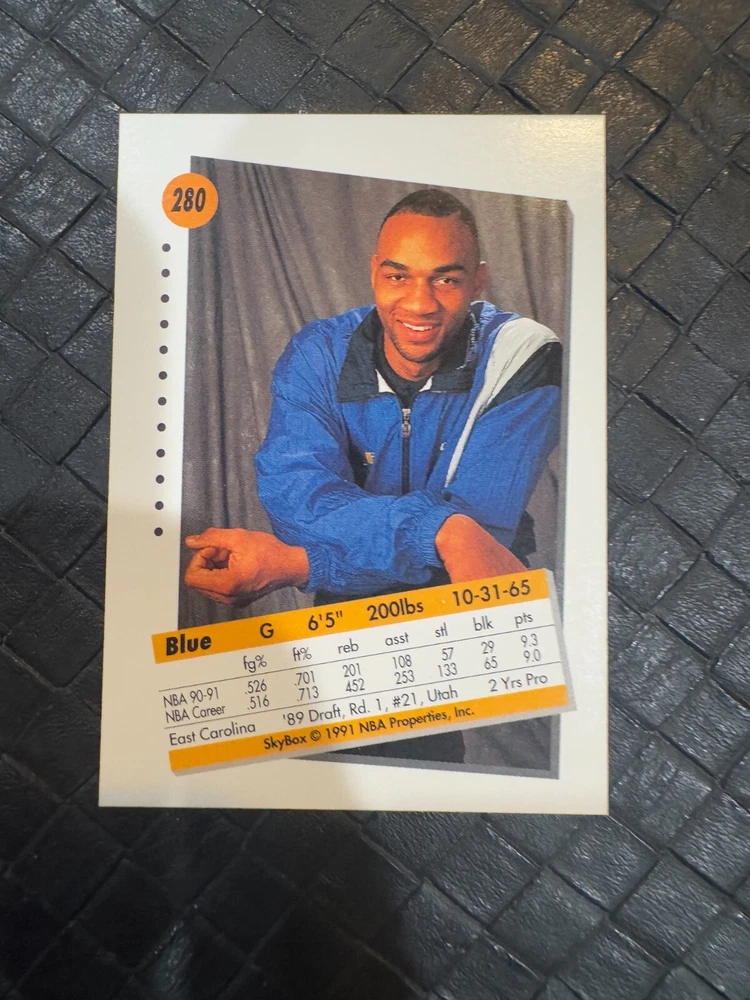 280
Blue G 6'5" 200lbs 10-31-65
fg% ft% reb asst stl blk pts
NBA 90-91 .526 .701 201 108 57 29 9.3
NBA Career .516 .713 452 253 133 65 9.0
East Carolina '89 Draft, Rd. 1, #21, Utah 2 Yrs Pro
SkyBox © 1991 NBA Properties, Inc.